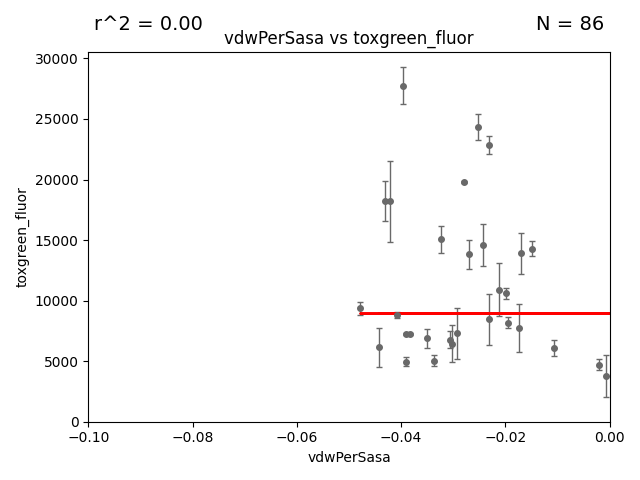 r^2 = 0.00
N = 86
vdwPerSasa vs toxgreen_fluor
30000
25000
20000
15000
10000
5000
0
toxgreen_fluor
−0.10
−0.08
−0.06
−0.04
−0.02
0.00
vdwPerSasa